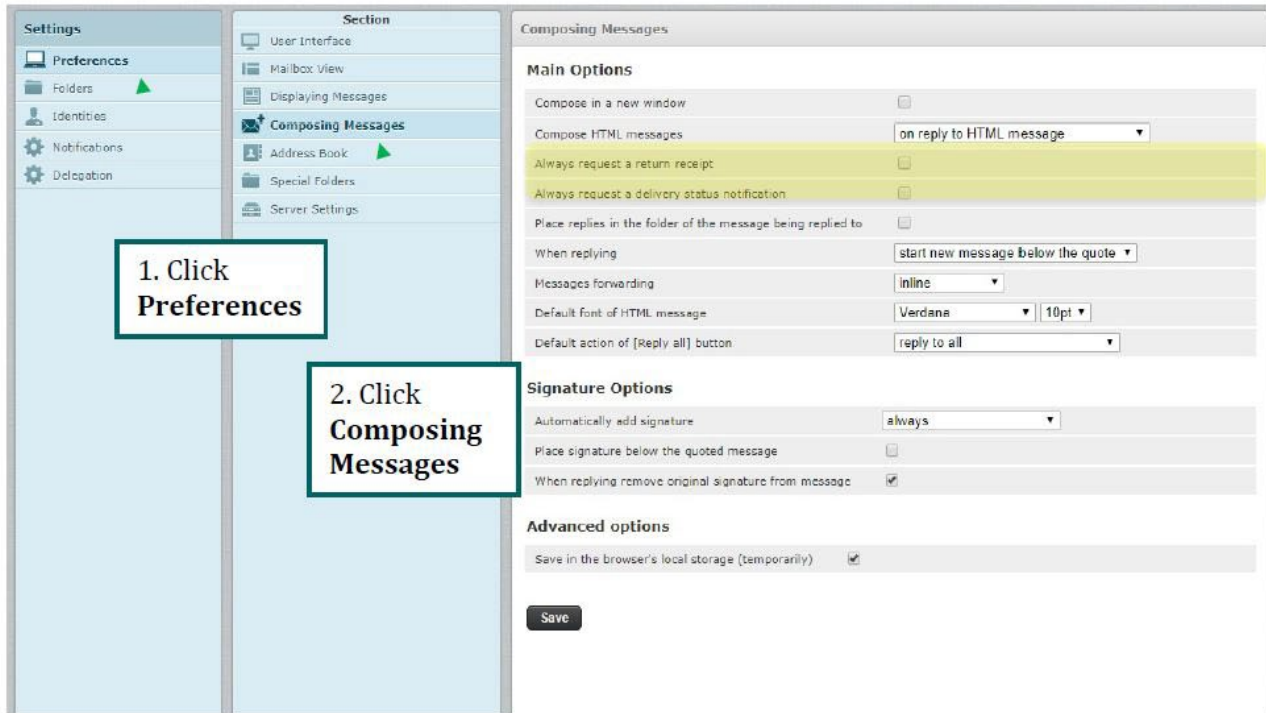 Settings
Preferences
Folders
Identities
Notifications
Delegation
Section
User Interface
Mailbox View
Displaying Messages
Composing Messages
Address Book
Special Folders
Server Settings
1. Click
Preferences
2. Click
Composing
Messages
Composing Messages
Main Options
Compose in a new window
Compose HTML messages on reply to HTML message
Always request a return receipt
Always request a delivery status notification
Place replies in the folder of the message being replied to
When replying start new message below the quote
Messages forwarding inline
Default font of HTML message Verdana 10pt
Default action of [Reply all] button reply to all
Signature Options
Automatically add signature always
Place signature below the quoted message
When replying remove original signature from message
Advanced options
Save in the browser's local storage (temporarily)
Save